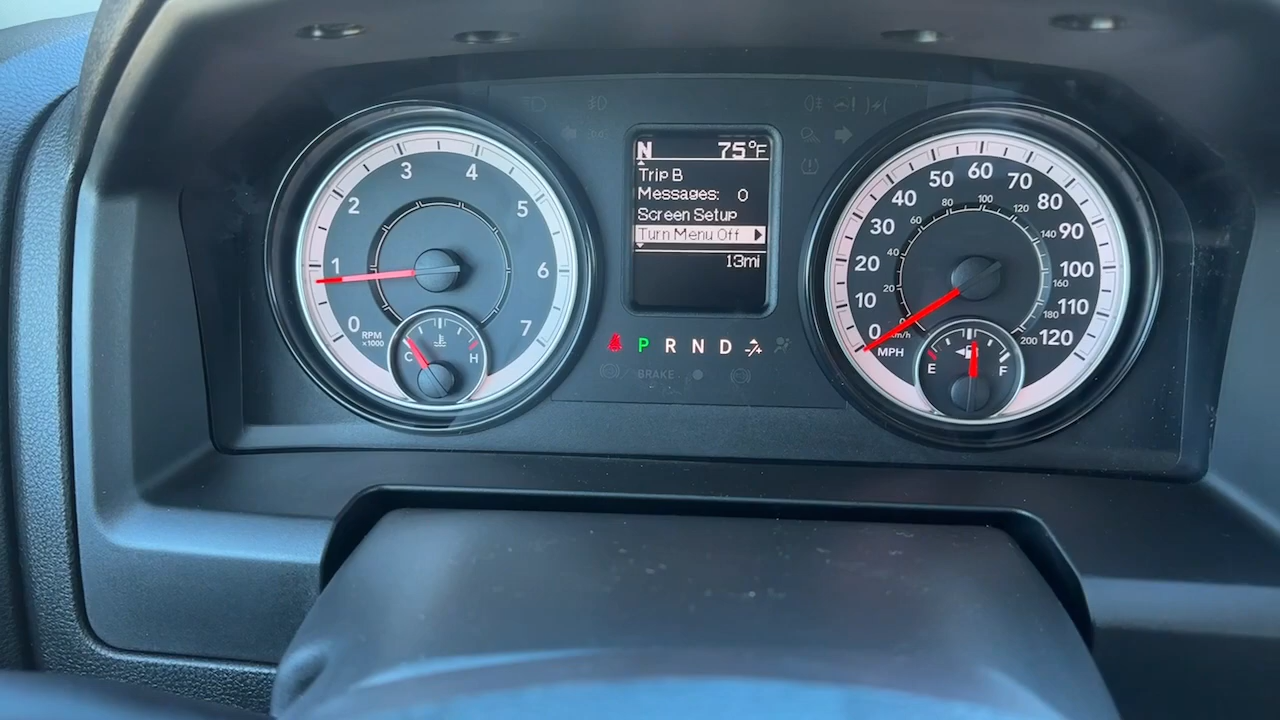 0
1
2
3
4
5
6
7
RPM
x1000
C
H
N 75°F
Trip B
Messages: 0
Screen Setup
Turn Menu Off
13mi
P R N D
BRAKE
0
10
20
30
40
50
60
70
80
90
100
110
120
MPH
20
40
60
80
100
120
140
160
180
200
km/h
E
F